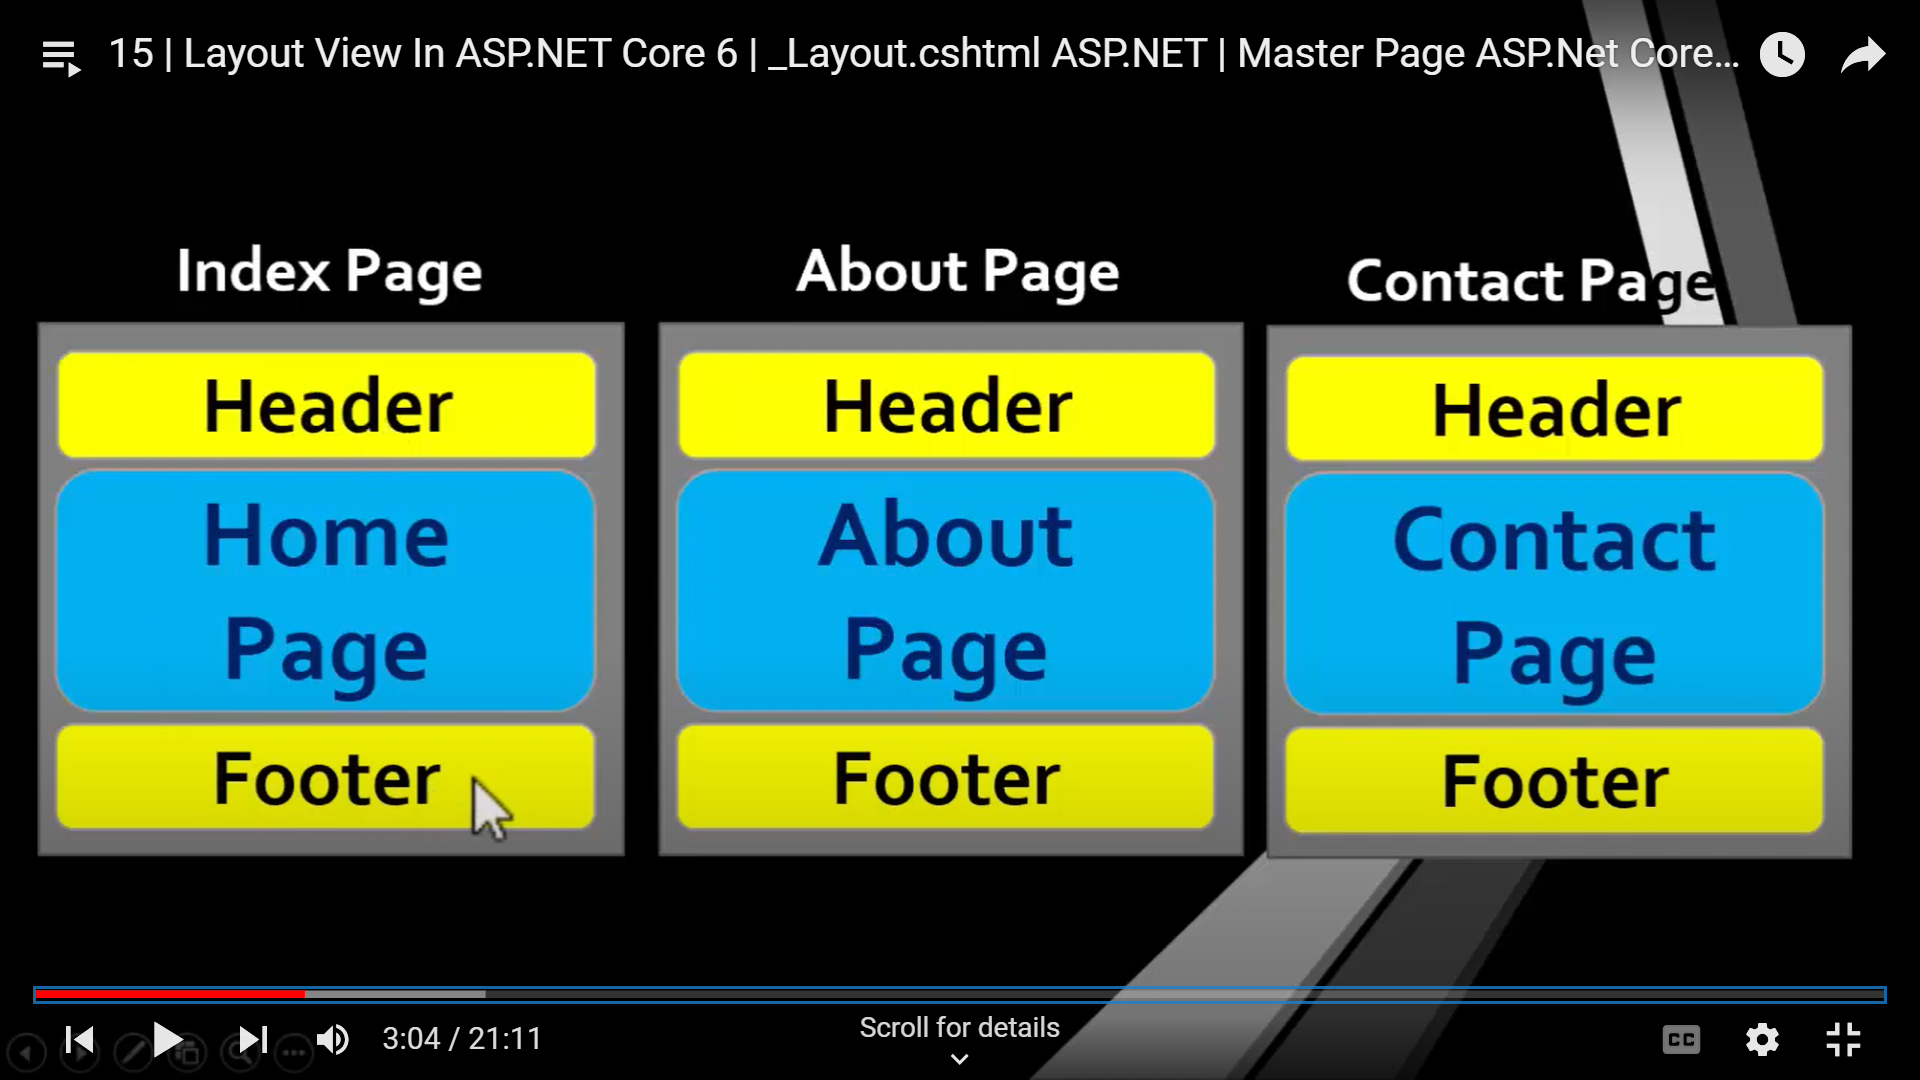 15 | Layout View In ASP.NET Core 6 | _Layout.cshtml ASP.NET | Master Page ASP.Net Core...
Index Page
Header
Home
Page
Footer
About Page
Header
About
Page
Footer
Contact Page
Header
Contact
Page
Footer
3:04 / 21:11
Scroll for details
CC